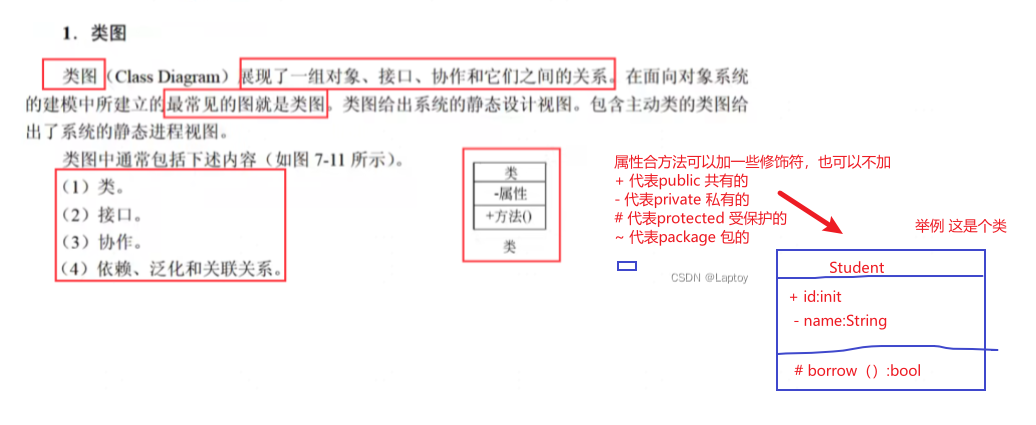 1．类图
类图（Class Diagram）展现了一组对象、接口、协作和它们之间的关系。在面向对象系统
的建模中所建立的最常见的图就是类图。类图给出系统的静态设计视图。包含主动类的类图给
出了系统的静态进程视图。
类图中通常包括下述内容（如图 7-11 所示）。
（1）类。
（2）接口。
（3）协作。
（4）依赖、泛化和关联关系。
类
-属性
+方法()
类
属性合方法可以加一些修饰符，也可以不加
+ 代表public 共有的
- 代表private 私有的
# 代表protected 受保护的
~ 代表package 包的
CSDN @Laptoy
举例 这是个类
Student
+ id:init
- name:String
# borrow（）:bool